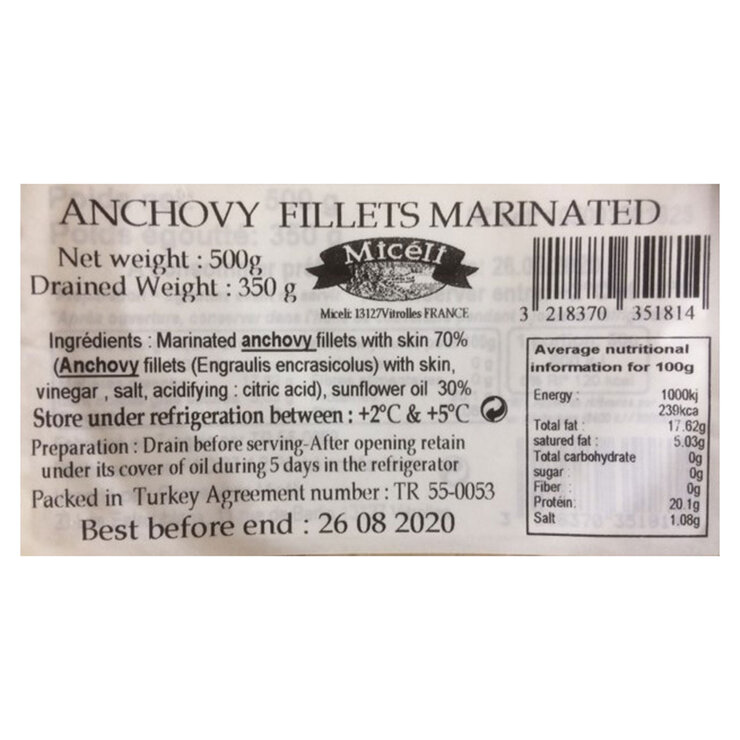 ANCHOVY FILLETS MARINATED
Net weight : 500g
Drained Weight : 350 g
Micéli
Miceli: 13127Vitrolles FRANCE
3 218370 351814
Ingrédients : Marinated anchovy fillets with skin 70%
(Anchovy fillets (Engraulis encrasicolus) with skin,
vinegar , salt, acidifying : citric acid), sunflower oil 30%
Store under refrigeration between : +2°C & +5°C
Preparation : Drain before serving-After opening retain
under its cover of oil during 5 days in the refrigerator
Packed in Turkey Agreement number : TR 55-0053
Best before end : 26 08 2020
Average nutritional
information for 100g
Energy : 1000kj
239kca
Total fat : 17.62g
satured fat : 5.03g
Total carbohydrate 0g
sugar : 0g
Fiber : 0g
Protein: 20.1g
Salt 1.08g